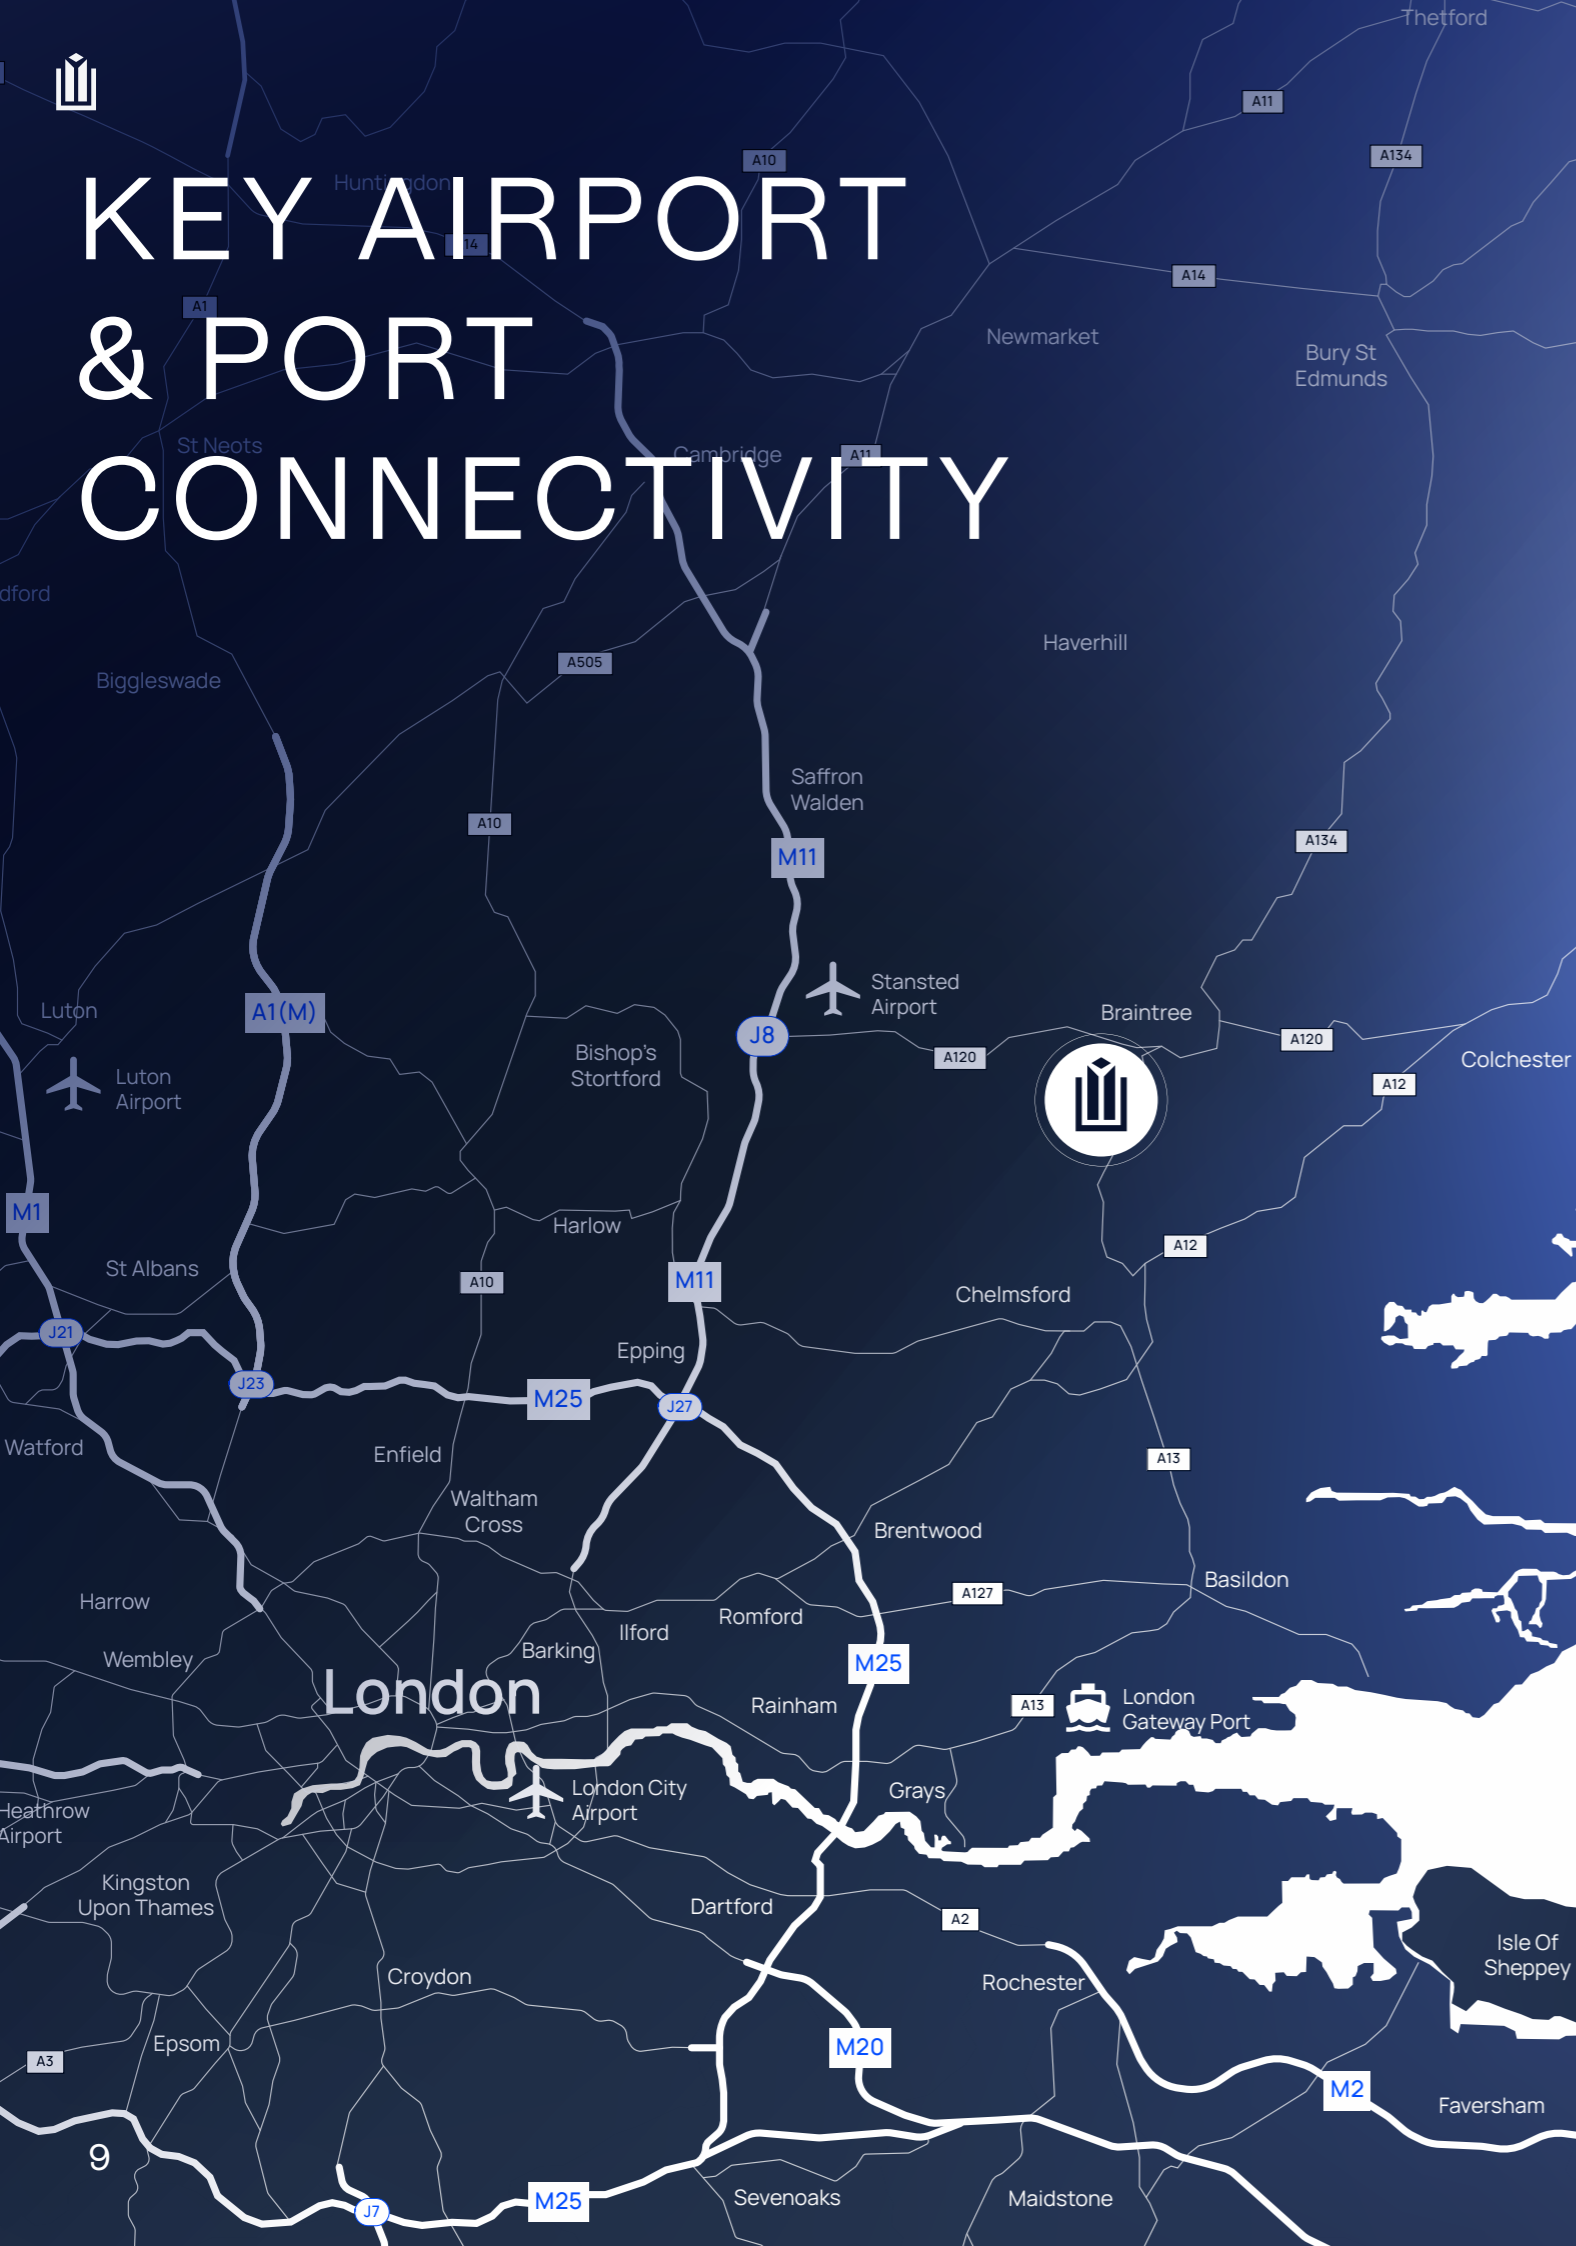 Thetford
A11
A134
A10
Huntingdon
KEY AIRPORT
14
A14
A1
& PORT
Newmarket
Bury St
Edmunds
St Neots
Cambridge
A11
CONNECTIVITY
dford
Haverhill
A505
Biggleswade
Saffron
Walden
A10
M11
A134
Stansted
Airport
Luton
A1(M)
Braintree
J8
A120
A120
Bishop's
Stortford
Colchester
Luton
Airport
A12
M1
Harlow
A12
St Albans
A10
M11
Chelmsford
J21
Epping
J23
M25
J27
Watford
Enfield
A13
Waltham
Cross
Brentwood
Basildon
Harrow
A127
Romford
Ilford
Barking
Wembley
M25
London
Rainham
A13
London
Gateway Port
London City
Airport
Grays
Heathrow
Airport
Kingston
Upon Thames
Dartford
A2
Isle Of
Sheppey
Croydon
Rochester
Epsom
M20
A3
M2
Faversham
9
Sevenoaks
Maidstone
M25
J7